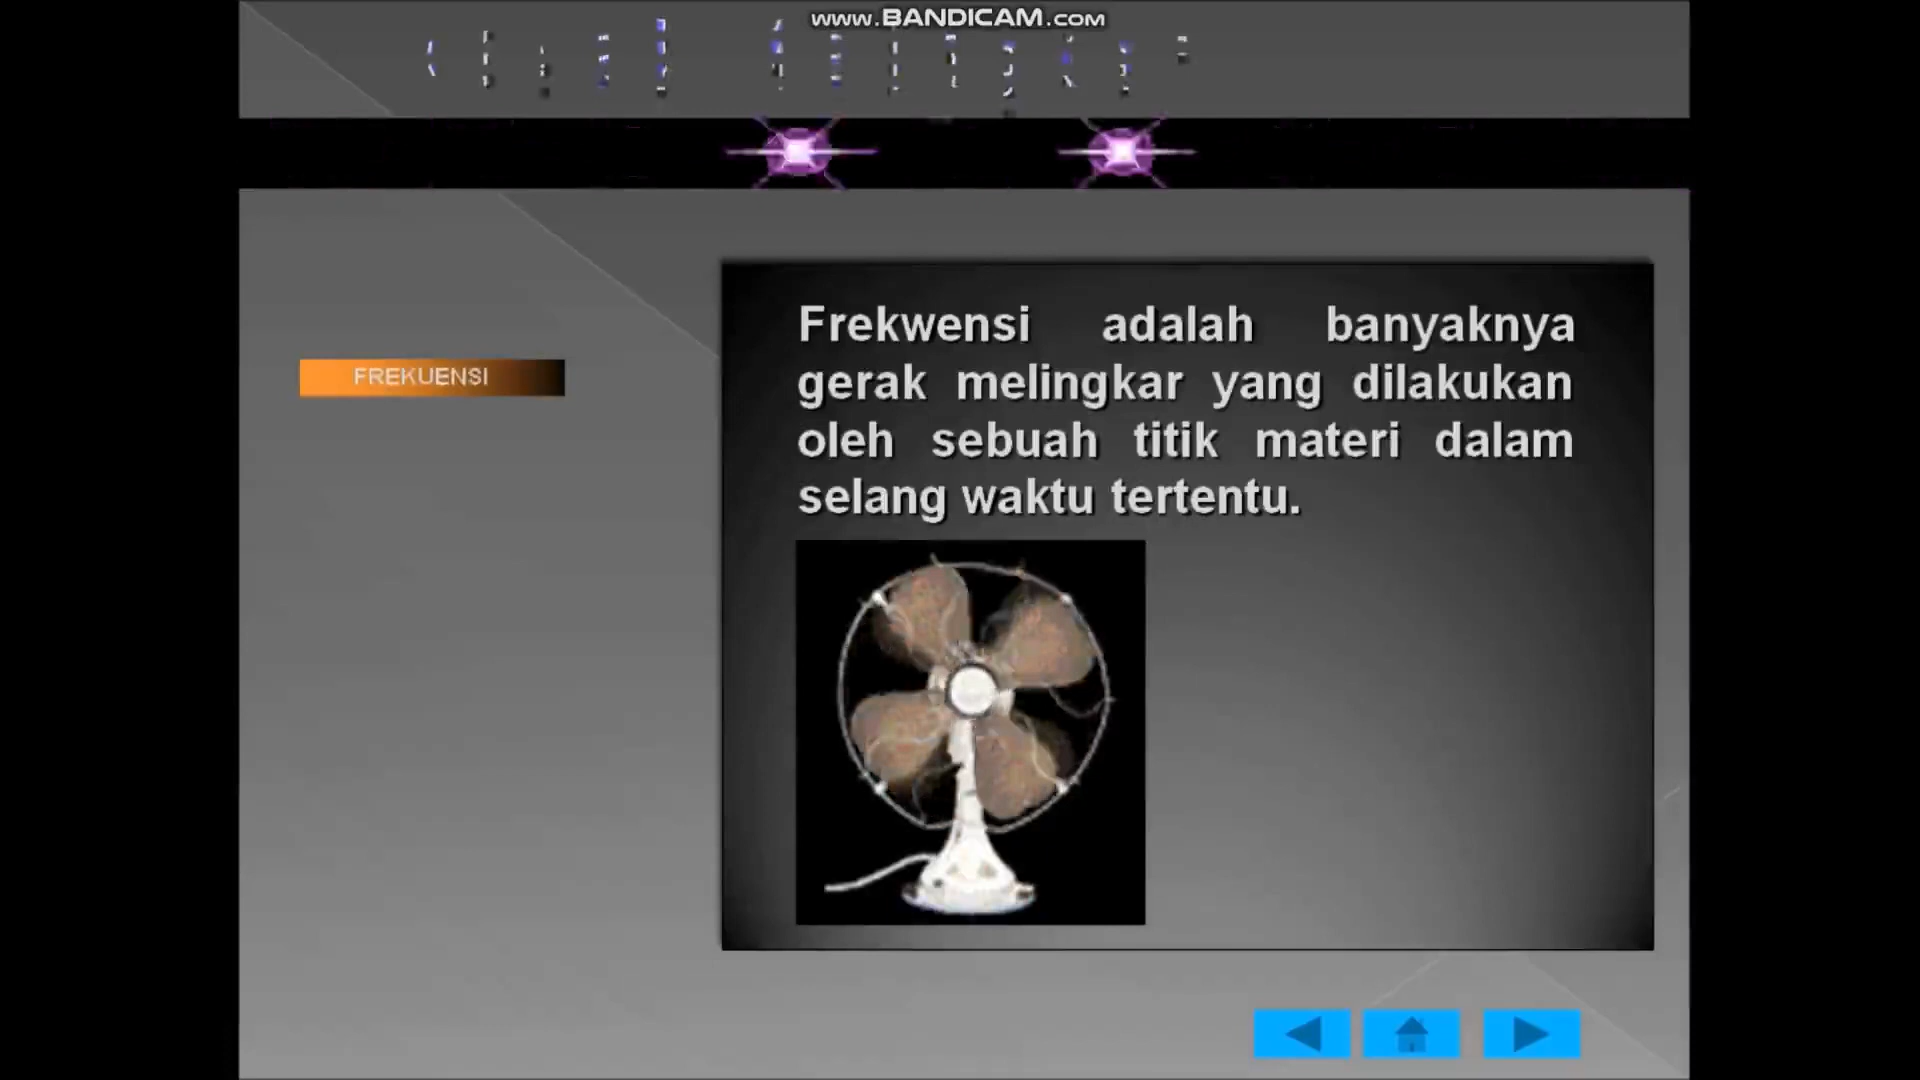 www.BANDICAM.com
FREKUENSI
Frekwensi adalah banyaknya
gerak melingkar yang dilakukan
oleh sebuah titik materi dalam
selang waktu tertentu.